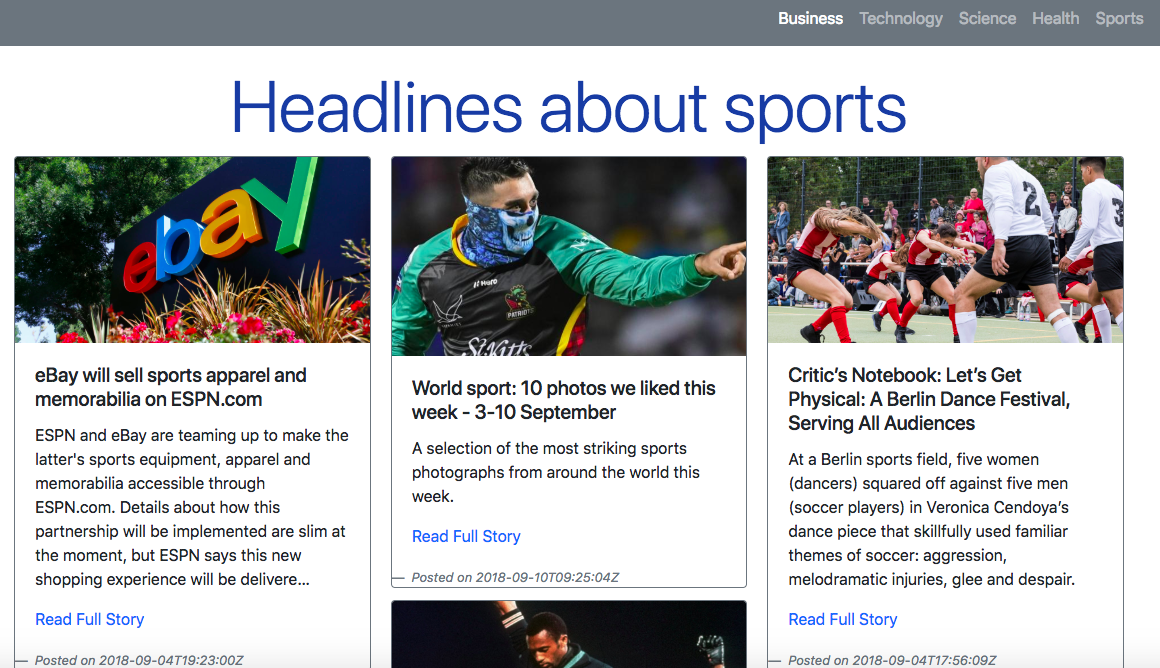 Business Technology Science Health Sports
Headlines about sports
ebay
eBay will sell sports apparel and
memorabilia on ESPN.com
ESPN and eBay are teaming up to make the
latter's sports equipment, apparel and
memorabilia accessible through
ESPN.com. Details about how this
partnership will be implemented are slim at
the moment, but ESPN says this new
shopping experience will be delivere...
Read Full Story
— Posted on 2018-09-04T19:23:00Z
Hero
PATRIOTS
St Kitts
World sport: 10 photos we liked this
week - 3-10 September
A selection of the most striking sports
photographs from around the world this
week.
Read Full Story
— Posted on 2018-09-10T09:25:04Z
2
3
Critic’s Notebook: Let’s Get
Physical: A Berlin Dance Festival,
Serving All Audiences
At a Berlin sports field, five women
(dancers) squared off against five men
(soccer players) in Veronica Cendoya’s
dance piece that skillfully used familiar
themes of soccer: aggression,
melodramatic injuries, glee and despair.
Read Full Story
— Posted on 2018-09-04T17:56:09Z